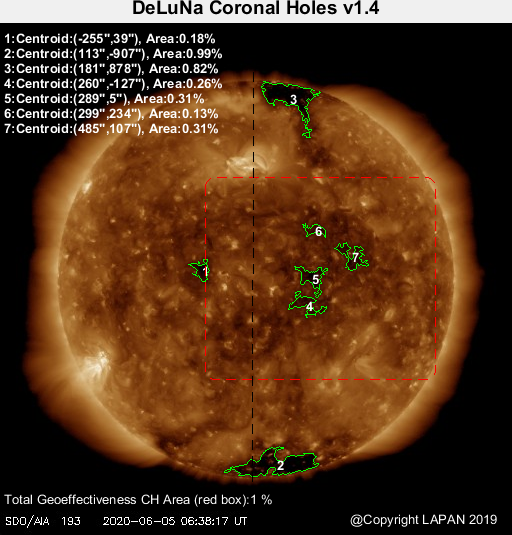 DeLuNa Coronal Holes v1.4
1:Centroid:(-255",39"), Area:0.18%
2:Centroid:(113",-907"), Area:0.99%
3:Centroid:(181",878"), Area:0.82%
4:Centroid:(260",-127"), Area:0.26%
5:Centroid:(289",5"), Area:0.31%
6:Centroid:(299",234"), Area:0.13%
7:Centroid:(485",107"), Area:0.31%
3
6
7
1
5
4
2
Total Geoeffectiveness CH Area (red box):1 %
SDO/AIA 193 2020-06-05 06:38:17 UT
@Copyright LAPAN 2019